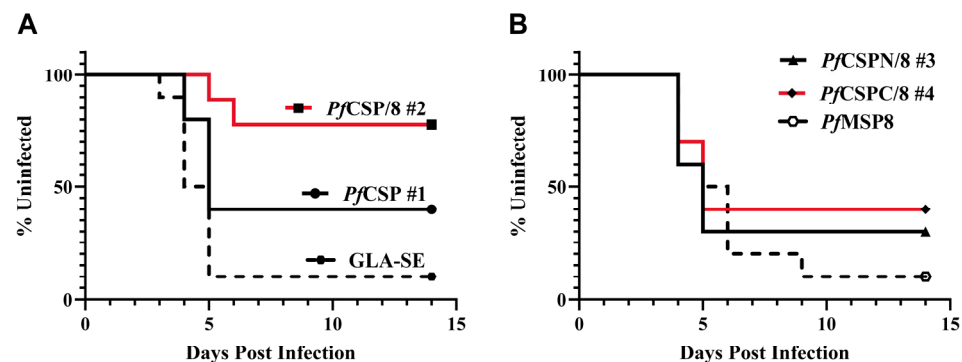 A
% Uninfected
100
50
0
PfCSP/8 #2
PfCSP #1
GLA-SE
0 5 10 15
Days Post Infection
B
% Uninfected
100
50
0
PfCSPN/8 #3
PfCSPC/8 #4
PfMSP8
0 5 10 15
Days Post Infection